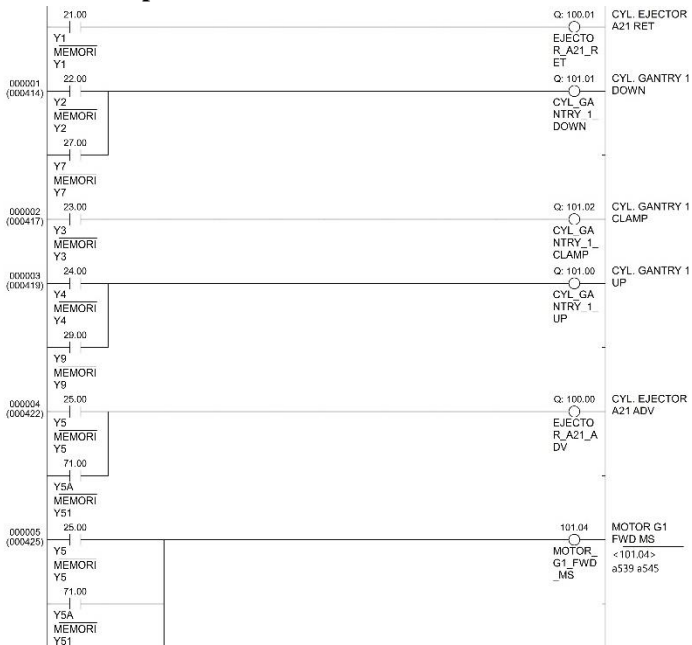 21.00 Q: 100.01 CYL. EJECTOR
Y1 EJECTO A21 RET
MEMORI R_A21_R
Y1 ET
000001 22.00 Q: 101.01 CYL. GANTRY 1
(000414) Y2 CYL_GA DOWN
MEMORI NTRY_1_
Y2 DOWN
27.00
Y7
MEMORI
Y7
000002 23.00 Q: 101.02 CYL. GANTRY 1
(000417) Y3 CYL_GA CLAMP
MEMORI NTRY_1_
Y3 CLAMP
000003 24.00 Q: 101.00 CYL. GANTRY 1
(000419) Y4 CYL_GA UP
MEMORI NTRY_1_
Y4 UP
29.00
Y9
MEMORI
Y9
000004 25.00 Q: 100.00 CYL. EJECTOR
(000422) Y5 EJECTO A21 ADV
MEMORI R_A21_A
Y5 DV
71.00
Y5A
MEMORI
Y51
000005 25.00 101.04 MOTOR G1
(000425) Y5 MOTOR_ FWD MS
MEMORI G1_FWD <101.04>
Y5 _MS a539 a545
71.00
Y5A
MEMORI
Y51